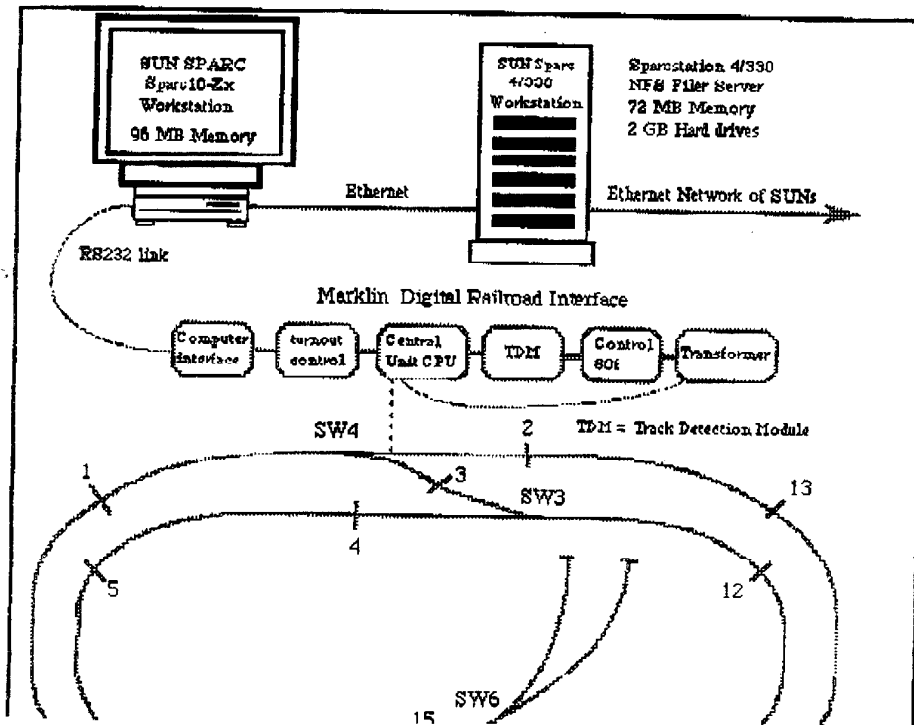 SUN SPARC
Sparc10-Zx
Workstation
96 MB Memory
SUN Sparc
4/330
Workstation
Sparcstation 4/330
NFS Filer Server
72 MB Memory
2 GB Hard drives
Ethernet
Ethernet Network of SUNs
RS232 link
Marklin Digital Railroad Interface
Computer
interface
turnout
control
Central
Unit CPU
TDM
Control
80f
Transformer
TDM = Track Detection Module
SW4
2
1
3
SW3
13
4
5
12
SW6
15